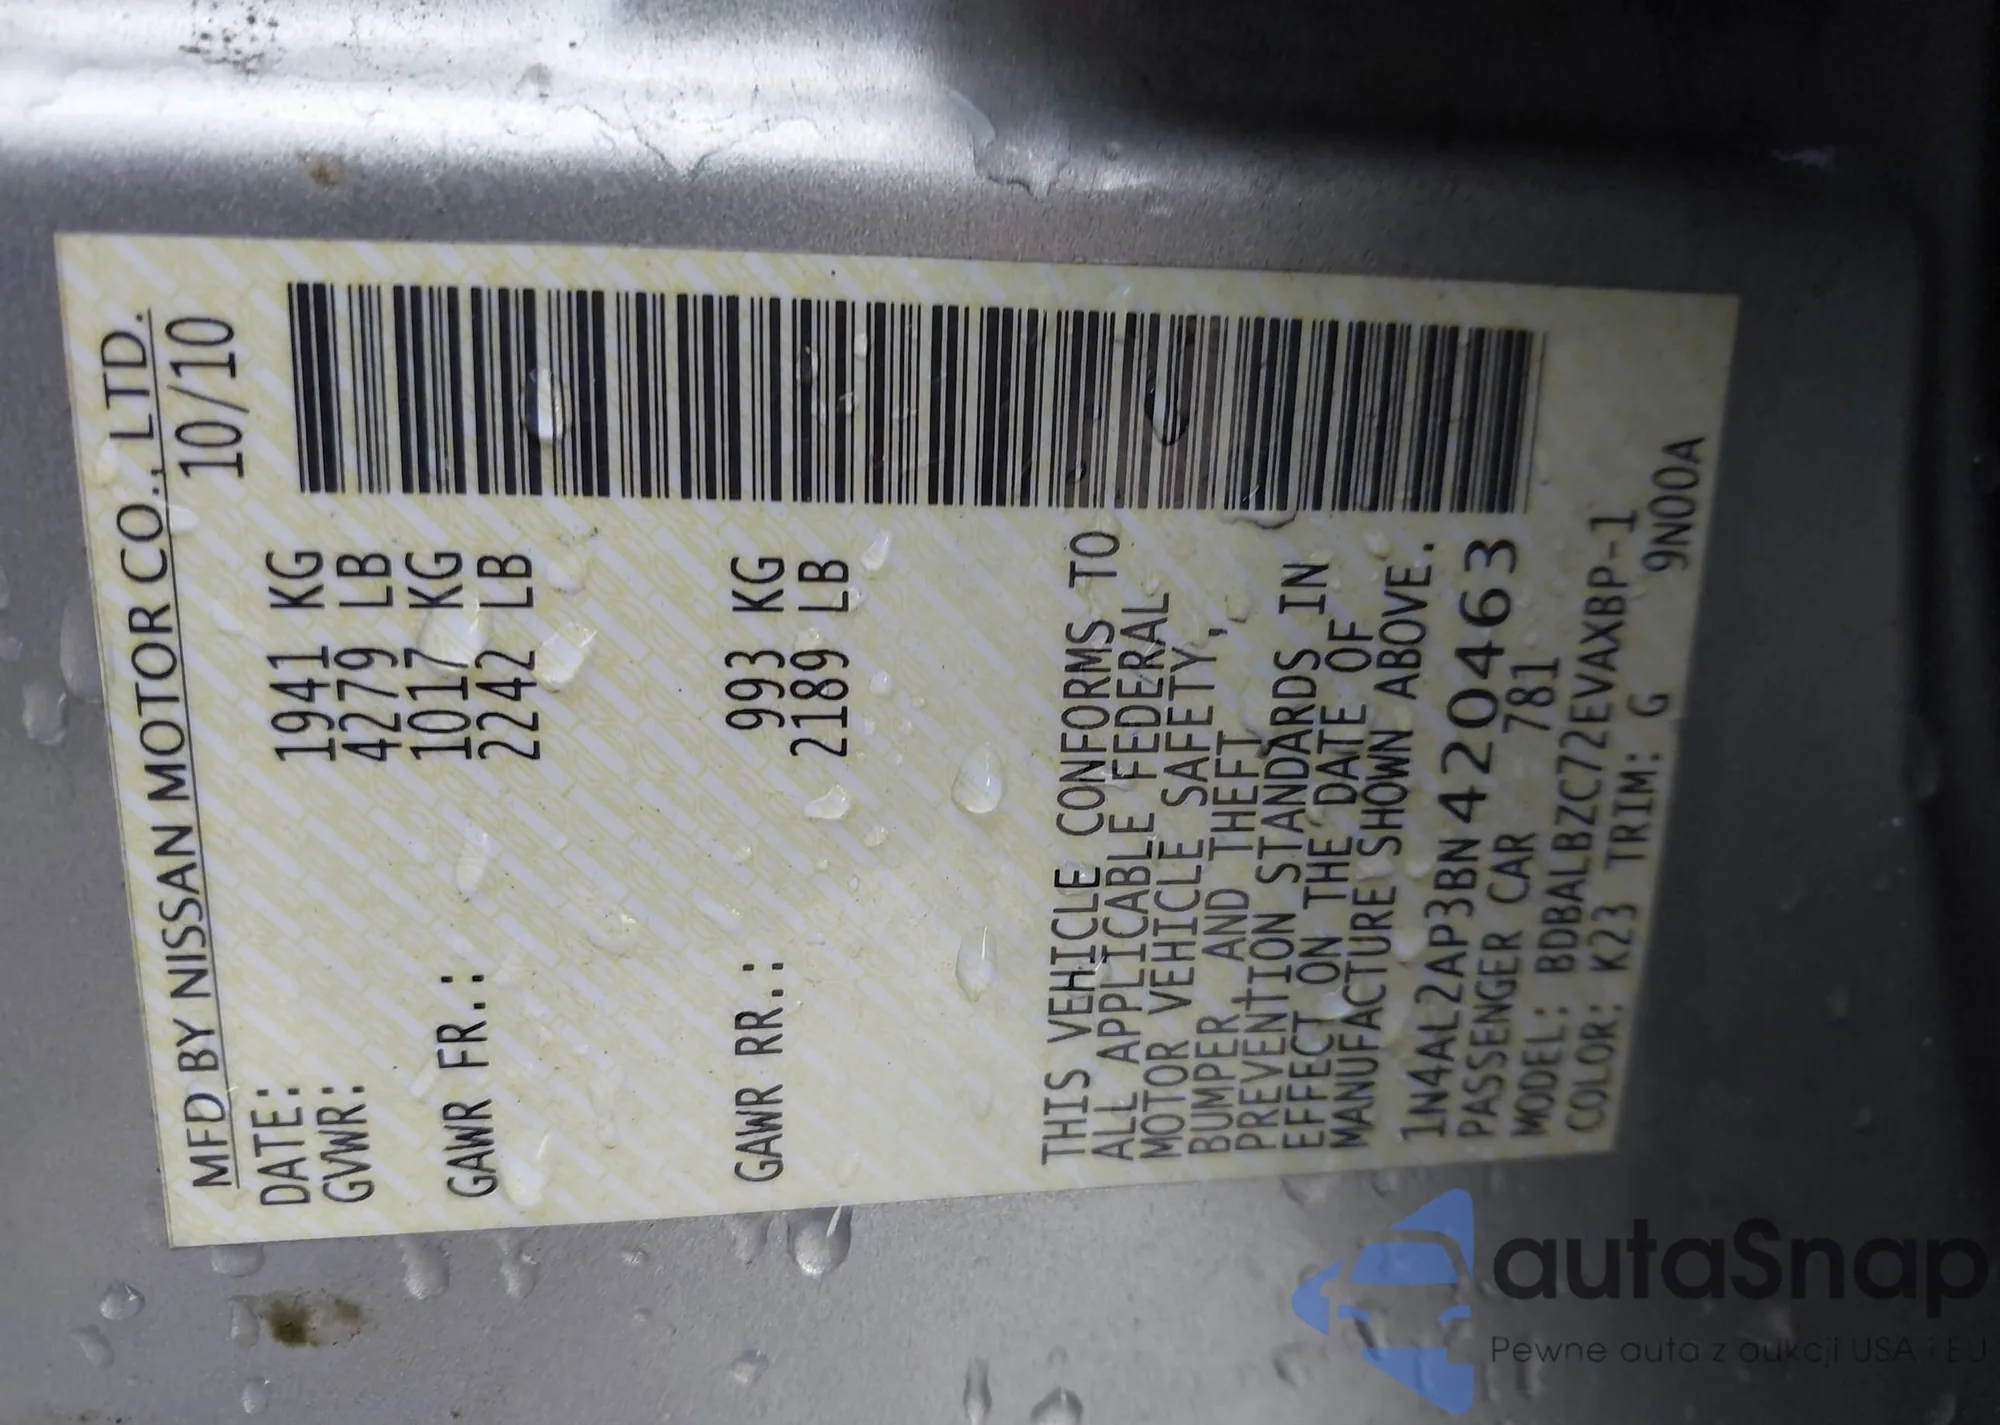 MFD BY NISSAN MOTOR CO., LTD.
DATE: 10/10
GVWR: 1941 KG
4279 LB
GAWR FR.: 1017 KG
2242 LB
GAWR RR.: 993 KG
2189 LB
THIS VEHICLE CONFORMS TO
ALL APPLICABLE FEDERAL
MOTOR VEHICLE SAFETY,
BUMPER AND THEFT
PREVENTION STANDARDS IN
EFFECT ON THE DATE OF
MANUFACTURE SHOWN ABOVE.
1N4AL2AP3BN420463
PASSENGER CAR 781
MODEL: BDBALBZC72EVAXBP-1
COLOR: K23 TRIM: G 9N00A
autaSnap
Pewne auta z aukcji USA i EU